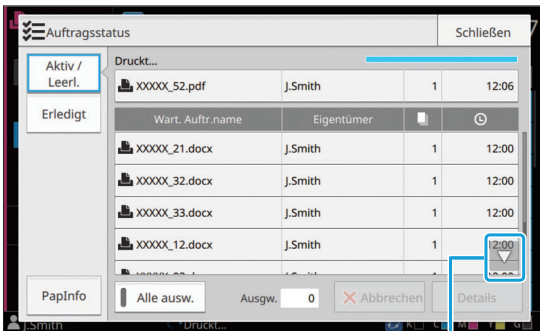 Auftragsstatus
Schließen
Aktiv /
Leerl.
Druckt...
XXXXX_52.pdf J.Smith 1 12:06
Erledigt
Wart. Auftr.name Eigentümer
XXXXX_21.docx J.Smith 1 12:00
XXXXX_32.docx J.Smith 1 12:00
XXXXX_33.docx J.Smith 1 12:00
XXXXX_12.docx J.Smith 1 12:00
PapInfo
Alle ausw.
Ausgw. 0
Abbrechen
Details
J.Smith
Druckt...
K C M Y G